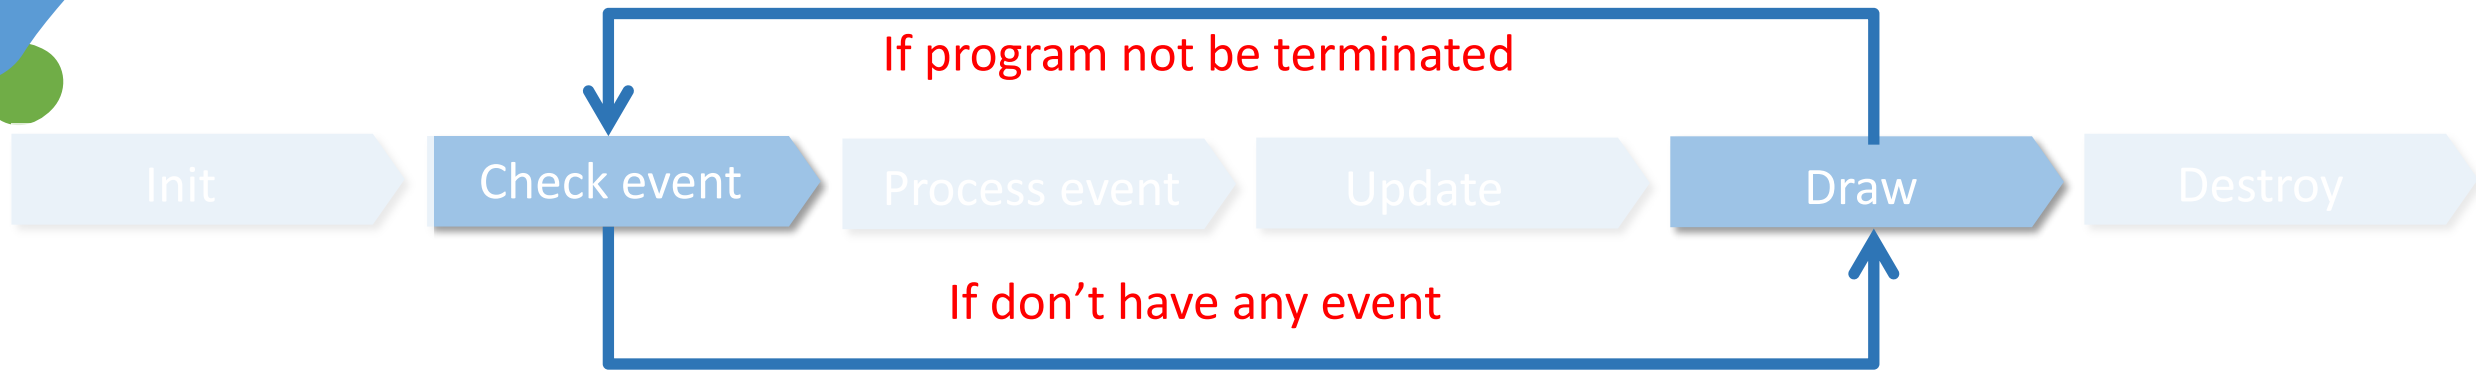 If program not be terminated
Init
Check event
Process event
Update
Draw
Destroy
If don’t have any event